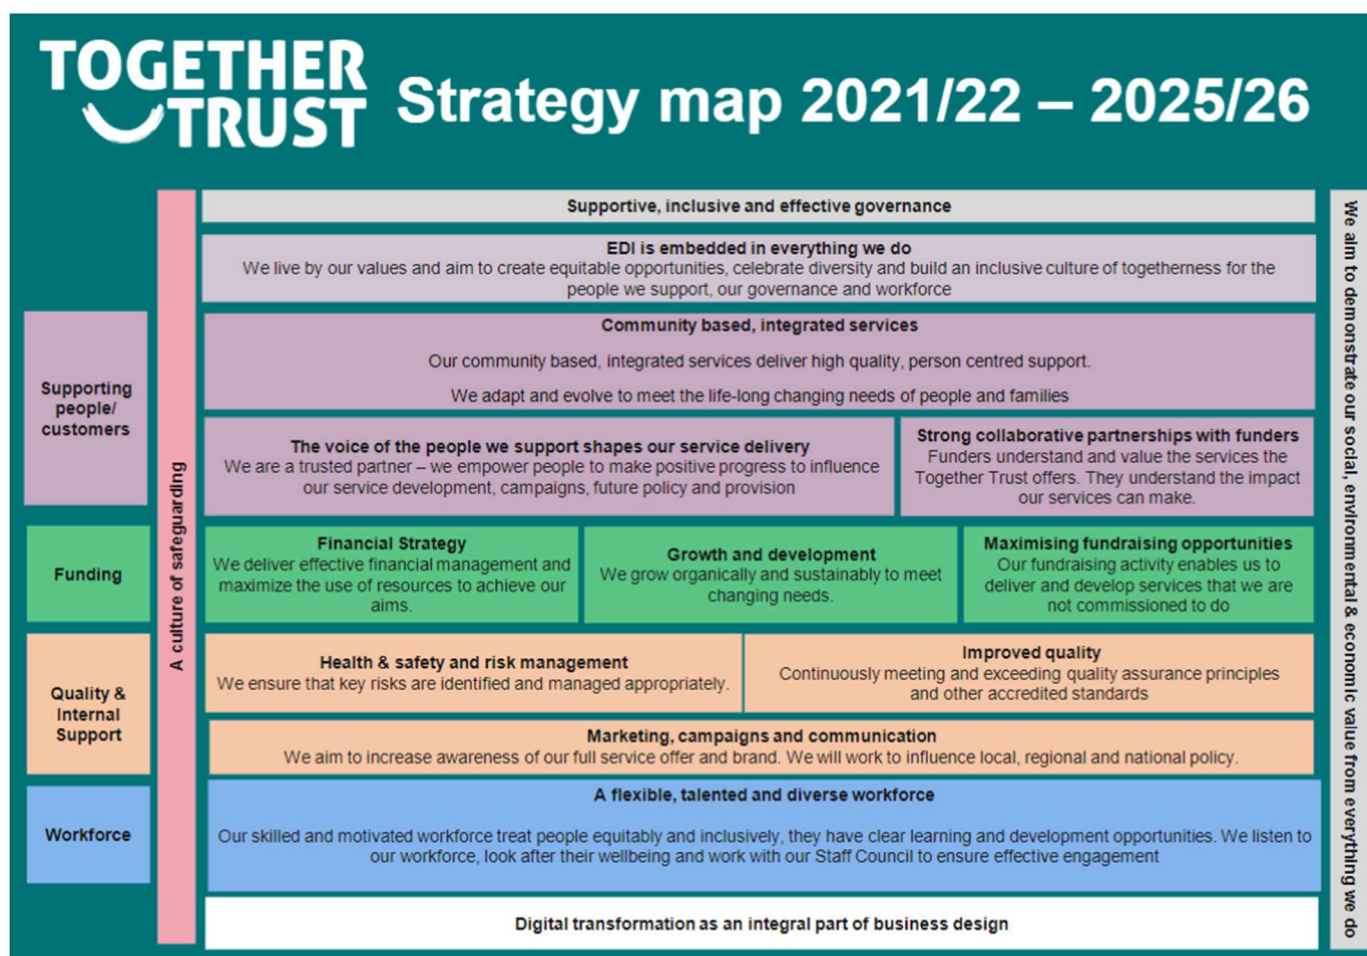 TOGETHER
TRUST
Strategy map 2021/22 – 2025/26
Supportive, inclusive and effective governance
EDI is embedded in everything we do
We live by our values and aim to create equitable opportunities, celebrate diversity and build an inclusive culture of togetherness for the
people we support, our governance and workforce
Supporting
people/
customers
Community based, integrated services
Our community based, integrated services deliver high quality, person centred support.
We adapt and evolve to meet the life-long changing needs of people and families
The voice of the people we support shapes our service delivery
We are a trusted partner – we empower people to make positive progress to influence
our service development, campaigns, future policy and provision
Strong collaborative partnerships with funders
Funders understand and value the services the
Together Trust offers. They understand the impact
our services can make.
A culture of safeguarding
Funding
Financial Strategy
We deliver effective financial management and
maximize the use of resources to achieve our
aims.
Growth and development
We grow organically and sustainably to meet
changing needs.
Maximising fundraising opportunities
Our fundraising activity enables us to
deliver and develop services that we are
not commissioned to do
Quality &
Internal
Support
Health & safety and risk management
We ensure that key risks are identified and managed appropriately.
Improved quality
Continuously meeting and exceeding quality assurance principles
and other accredited standards
Marketing, campaigns and communication
We aim to increase awareness of our full service offer and brand. We will work to influence local, regional and national policy.
Workforce
A flexible, talented and diverse workforce
Our skilled and motivated workforce treat people equitably and inclusively, they have clear learning and development opportunities. We listen to
our workforce, look after their wellbeing and work with our Staff Council to ensure effective engagement
Digital transformation as an integral part of business design
We aim to demonstrate our social, environmental & economic value from everything we do